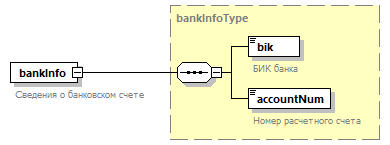 bankInfoType
bik
БИК банка
bankInfo
Сведения о банковском счете
accountNum
Номер расчетного счета